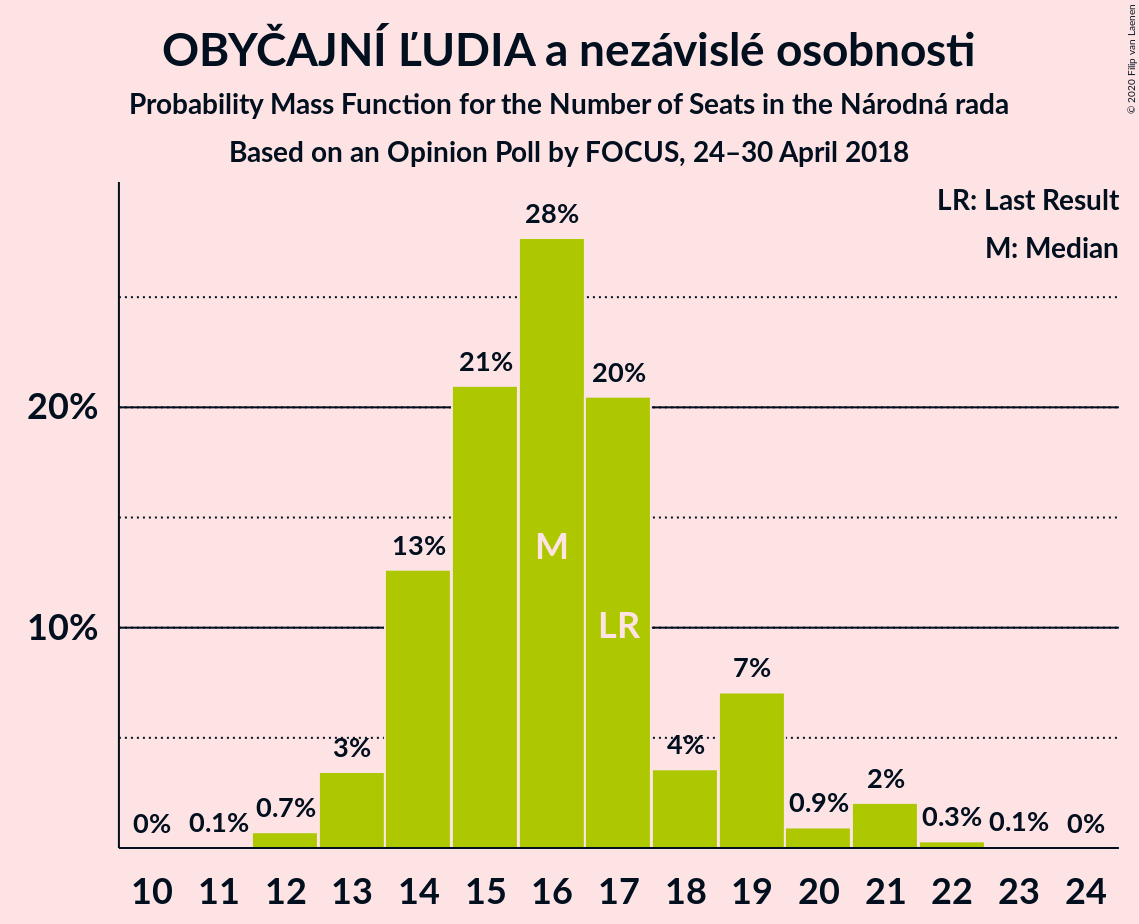 OBYČAJNÍ ĽUDIA a nezávislé osobnosti
Probability Mass Function for the Number of Seats in the Národná rada
Based on an Opinion Poll by FOCUS, 24–30 April 2018
© 2020 Filip van Laenen
LR: Last Result
M: Median
28%
21%
20%
20%
13%
M
LR
10%
7%
3%
4%
2%
0%
0.1%
0.7%
0.9%
0.3%
0.1%
0%
10 11 12 13 14 15 16 17 18 19 20 21 22 23 24